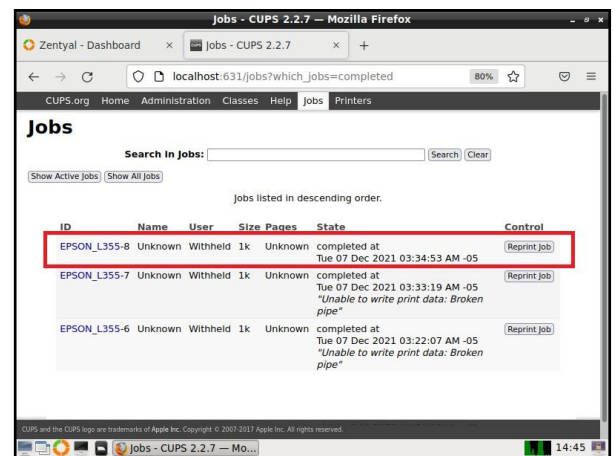 Jobs - CUPS 2.2.7 — Mozilla Firefox
Zentyal - Dashboard × Jobs - CUPS 2.2.7 × +
localhost:631/jobs?which_jobs=completed 80%
CUPS.org Home Administration Classes Help Jobs Printers
Jobs
Search in Jobs: Search Clear
Show Active Jobs Show All Jobs
Jobs listed in descending order.
ID Name User Size Pages State Control
EPSON_L355-8 Unknown Withheld 1k Unknown completed at Reprint Job
Tue 07 Dec 2021 03:34:53 AM -05
EPSON_L355-7 Unknown Withheld 1k Unknown completed at Reprint Job
Tue 07 Dec 2021 03:33:19 AM -05
"Unable to write print data: Broken
pipe"
EPSON_L355-6 Unknown Withheld 1k Unknown completed at Reprint Job
Tue 07 Dec 2021 03:22:07 AM -05
"Unable to write print data: Broken
pipe"
CUPS and the CUPS logo are trademarks of Apple Inc. Copyright © 2007-2017 Apple Inc. All rights reserved.
Jobs - CUPS 2.2.7 — Mo... 14:45